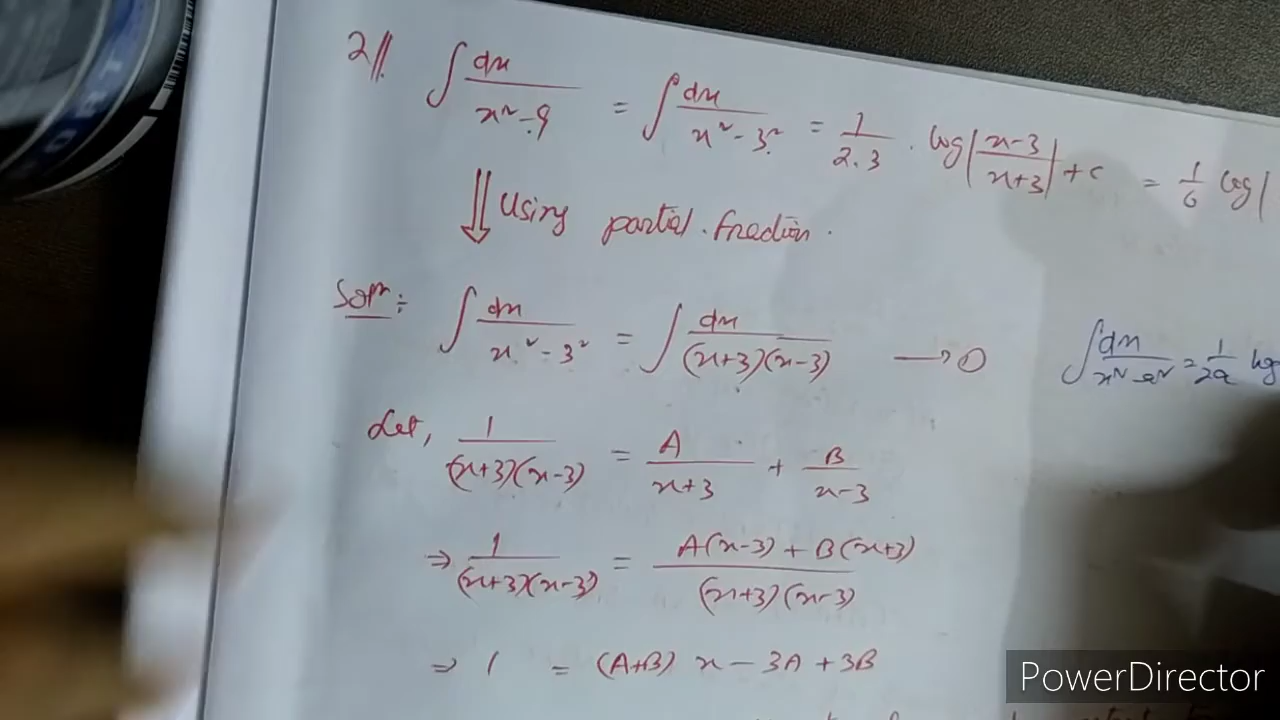 2// ∫ dx/(x²-9) = ∫ dx/(x²-3²) = 1/(2.3) . log|(x-3)/(x+3)| + c = 1/6 log|
⇓ Using partial fraction.
Solⁿ: ∫ dx/(x²-3²) = ∫ dx/((x+3)(x-3)) → ①
∫ dx/(x²-a²) = 1/2a log
Let, 1/((x+3)(x-3)) = A/(x+3) + B/(x-3)
⇒ 1/((x+3)(x-3)) = (A(x-3) + B(x+3))/((x+3)(x-3))
⇒ 1 = (A+B) x - 3A + 3B
PowerDirector